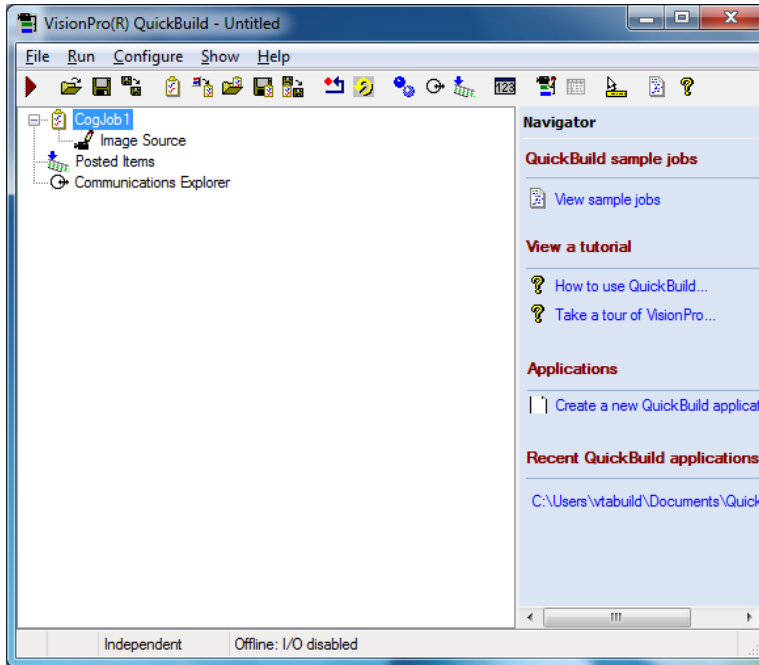 VisionPro(R) QuickBuild - Untitled
File Run Configure Show Help
123
CogJob1
Image Source
Posted Items
Communications Explorer
Navigator
QuickBuild sample jobs
View sample jobs
View a tutorial
How to use QuickBuild...
Take a tour of VisionPro...
Applications
Create a new QuickBuild applicat
Recent QuickBuild applications
C:\Users\vtabuild\Documents\Quick
Independent Offline: I/O disabled